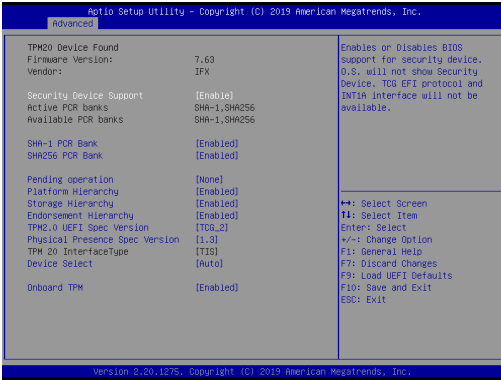 Aptio Setup Utility – Copyright (C) 2019 American Megatrends, Inc.
Advanced
TPM20 Device Found
Firmware Version: 7.63
Vendor: IFX
Security Device Support [Enable]
Active PCR banks SHA-1,SHA256
Available PCR banks SHA-1,SHA256
SHA-1 PCR Bank [Enabled]
SHA256 PCR Bank [Enabled]
Pending operation [None]
Platform Hierarchy [Enabled]
Storage Hierarchy [Enabled]
Endorsement Hierarchy [Enabled]
TPM2.0 UEFI Spec Version [TCG_2]
Physical Presence Spec Version [1.3]
TPM 20 InterfaceType [TIS]
Device Select [Auto]
Onboard TPM [Enabled]
Enables or Disables BIOS
support for security device.
O.S. will not show Security
Device. TCG EFI protocol and
INT1A interface will not be
available.
↔: Select Screen
↑↓: Select Item
Enter: Select
+/-: Change Option
F1: General Help
F7: Discard Changes
F9: Load UEFI Defaults
F10: Save and Exit
ESC: Exit
Version 2.20.1275. Copyright (C) 2019 American Megatrends, Inc.